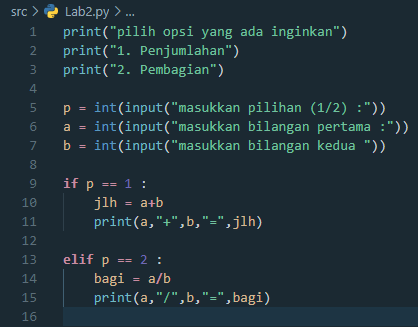 src > Lab2.py > ...
1 print("pilih opsi yang ada inginkan")
2 print("1. Penjumlahan")
3 print("2. Pembagian")
4
5 p = int(input("masukkan pilihan (1/2) :"))
6 a = int(input("masukkan bilangan pertama :"))
7 b = int(input("masukkan bilangan kedua "))
8
9 if p == 1 :
10     jlh = a+b
11     print(a,"+",b,"=",jlh)
12
13 elif p == 2 :
14     bagi = a/b
15     print(a,"/",b,"=",bagi)
16